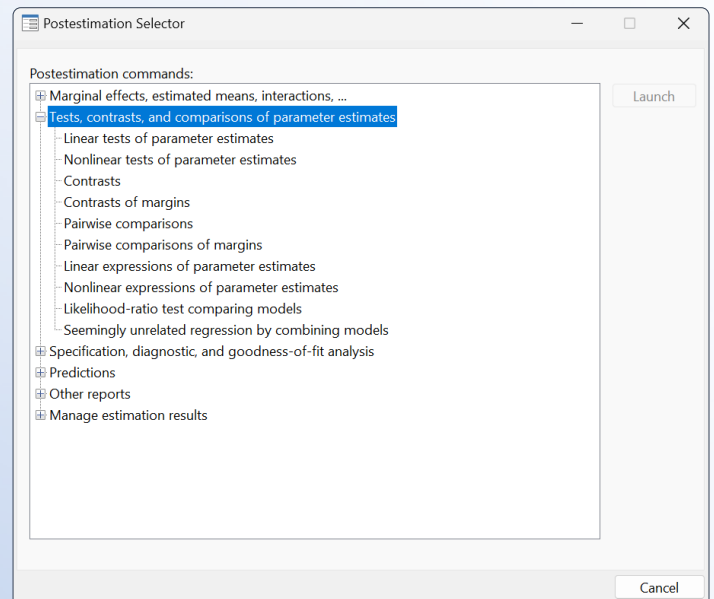 Postestimation Selector
Postestimation commands:
Marginal effects, estimated means, interactions, ...
Launch
Tests, contrasts, and comparisons of parameter estimates
Linear tests of parameter estimates
Nonlinear tests of parameter estimates
Contrasts
Contrasts of margins
Pairwise comparisons
Pairwise comparisons of margins
Linear expressions of parameter estimates
Nonlinear expressions of parameter estimates
Likelihood-ratio test comparing models
Seemingly unrelated regression by combining models
Specification, diagnostic, and goodness-of-fit analysis
Predictions
Other reports
Manage estimation results
Cancel